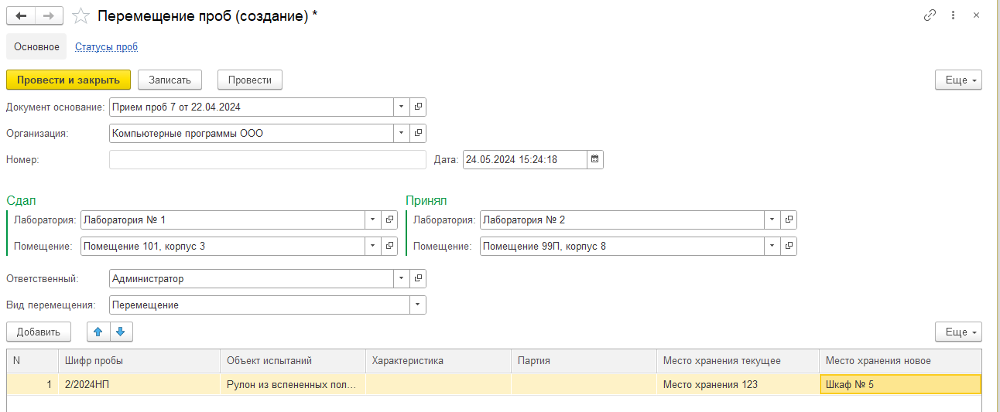 Перемещение проб (создание) *
Основное Статусы проб
Провести и закрыть Записать Провести Еще
Документ основание: Прием проб 7 от 22.04.2024
Организация: Компьютерные программы ООО
Номер: Дата: 24.05.2024 15:24:18
Сдал Принял
Лаборатория: Лаборатория № 1 Лаборатория: Лаборатория № 2
Помещение: Помещение 101, корпус 3 Помещение: Помещение 99П, корпус 8
Ответственный: Администратор
Вид перемещения: Перемещение
Добавить Еще
N Шифр пробы Объект испытаний Характеристика Партия Место хранения текущее Место хранения новое
1 2/2024НП Рулон из вспененных пол... Место хранения 123 Шкаф № 5